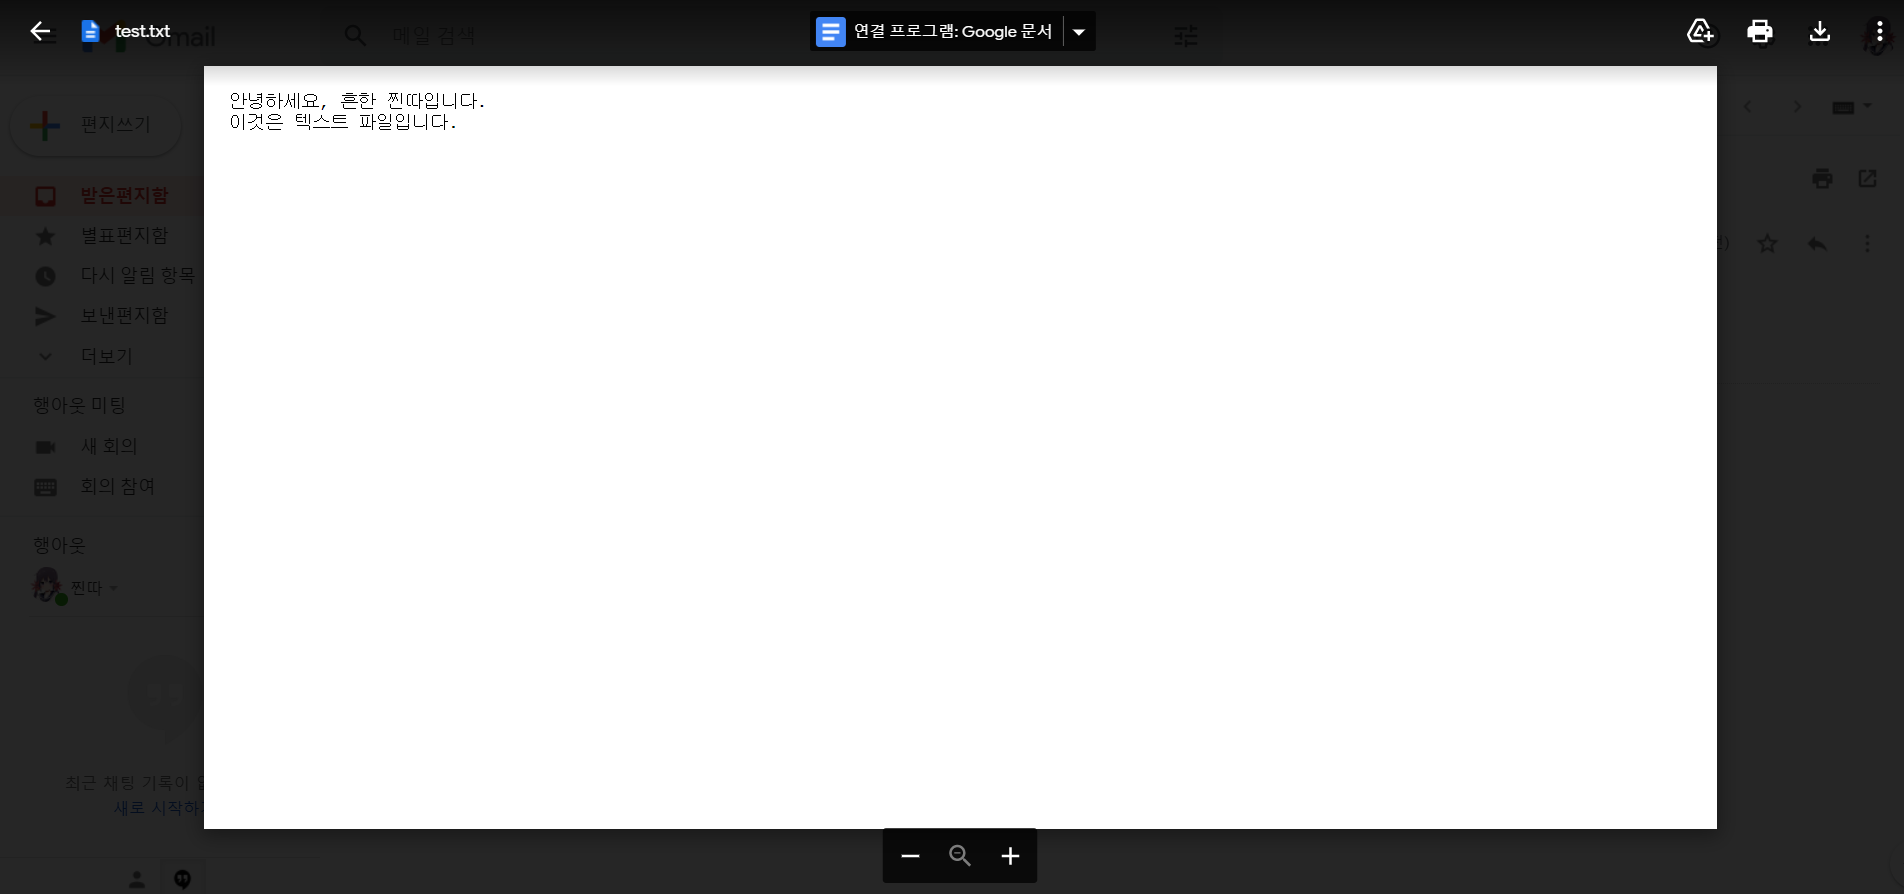 test.txt
Gmail
메일 검색
연결 프로그램: Google 문서
안녕하세요, 흔한 찐따입니다.
이것은 텍스트 파일입니다.
편지쓰기
받은편지함
별표편지함
다시 알림 항목
보낸편지함
더보기
행아웃 미팅
새 회의
회의 참여
행아웃
찐따
최근 채팅 기록이
새로 시작하